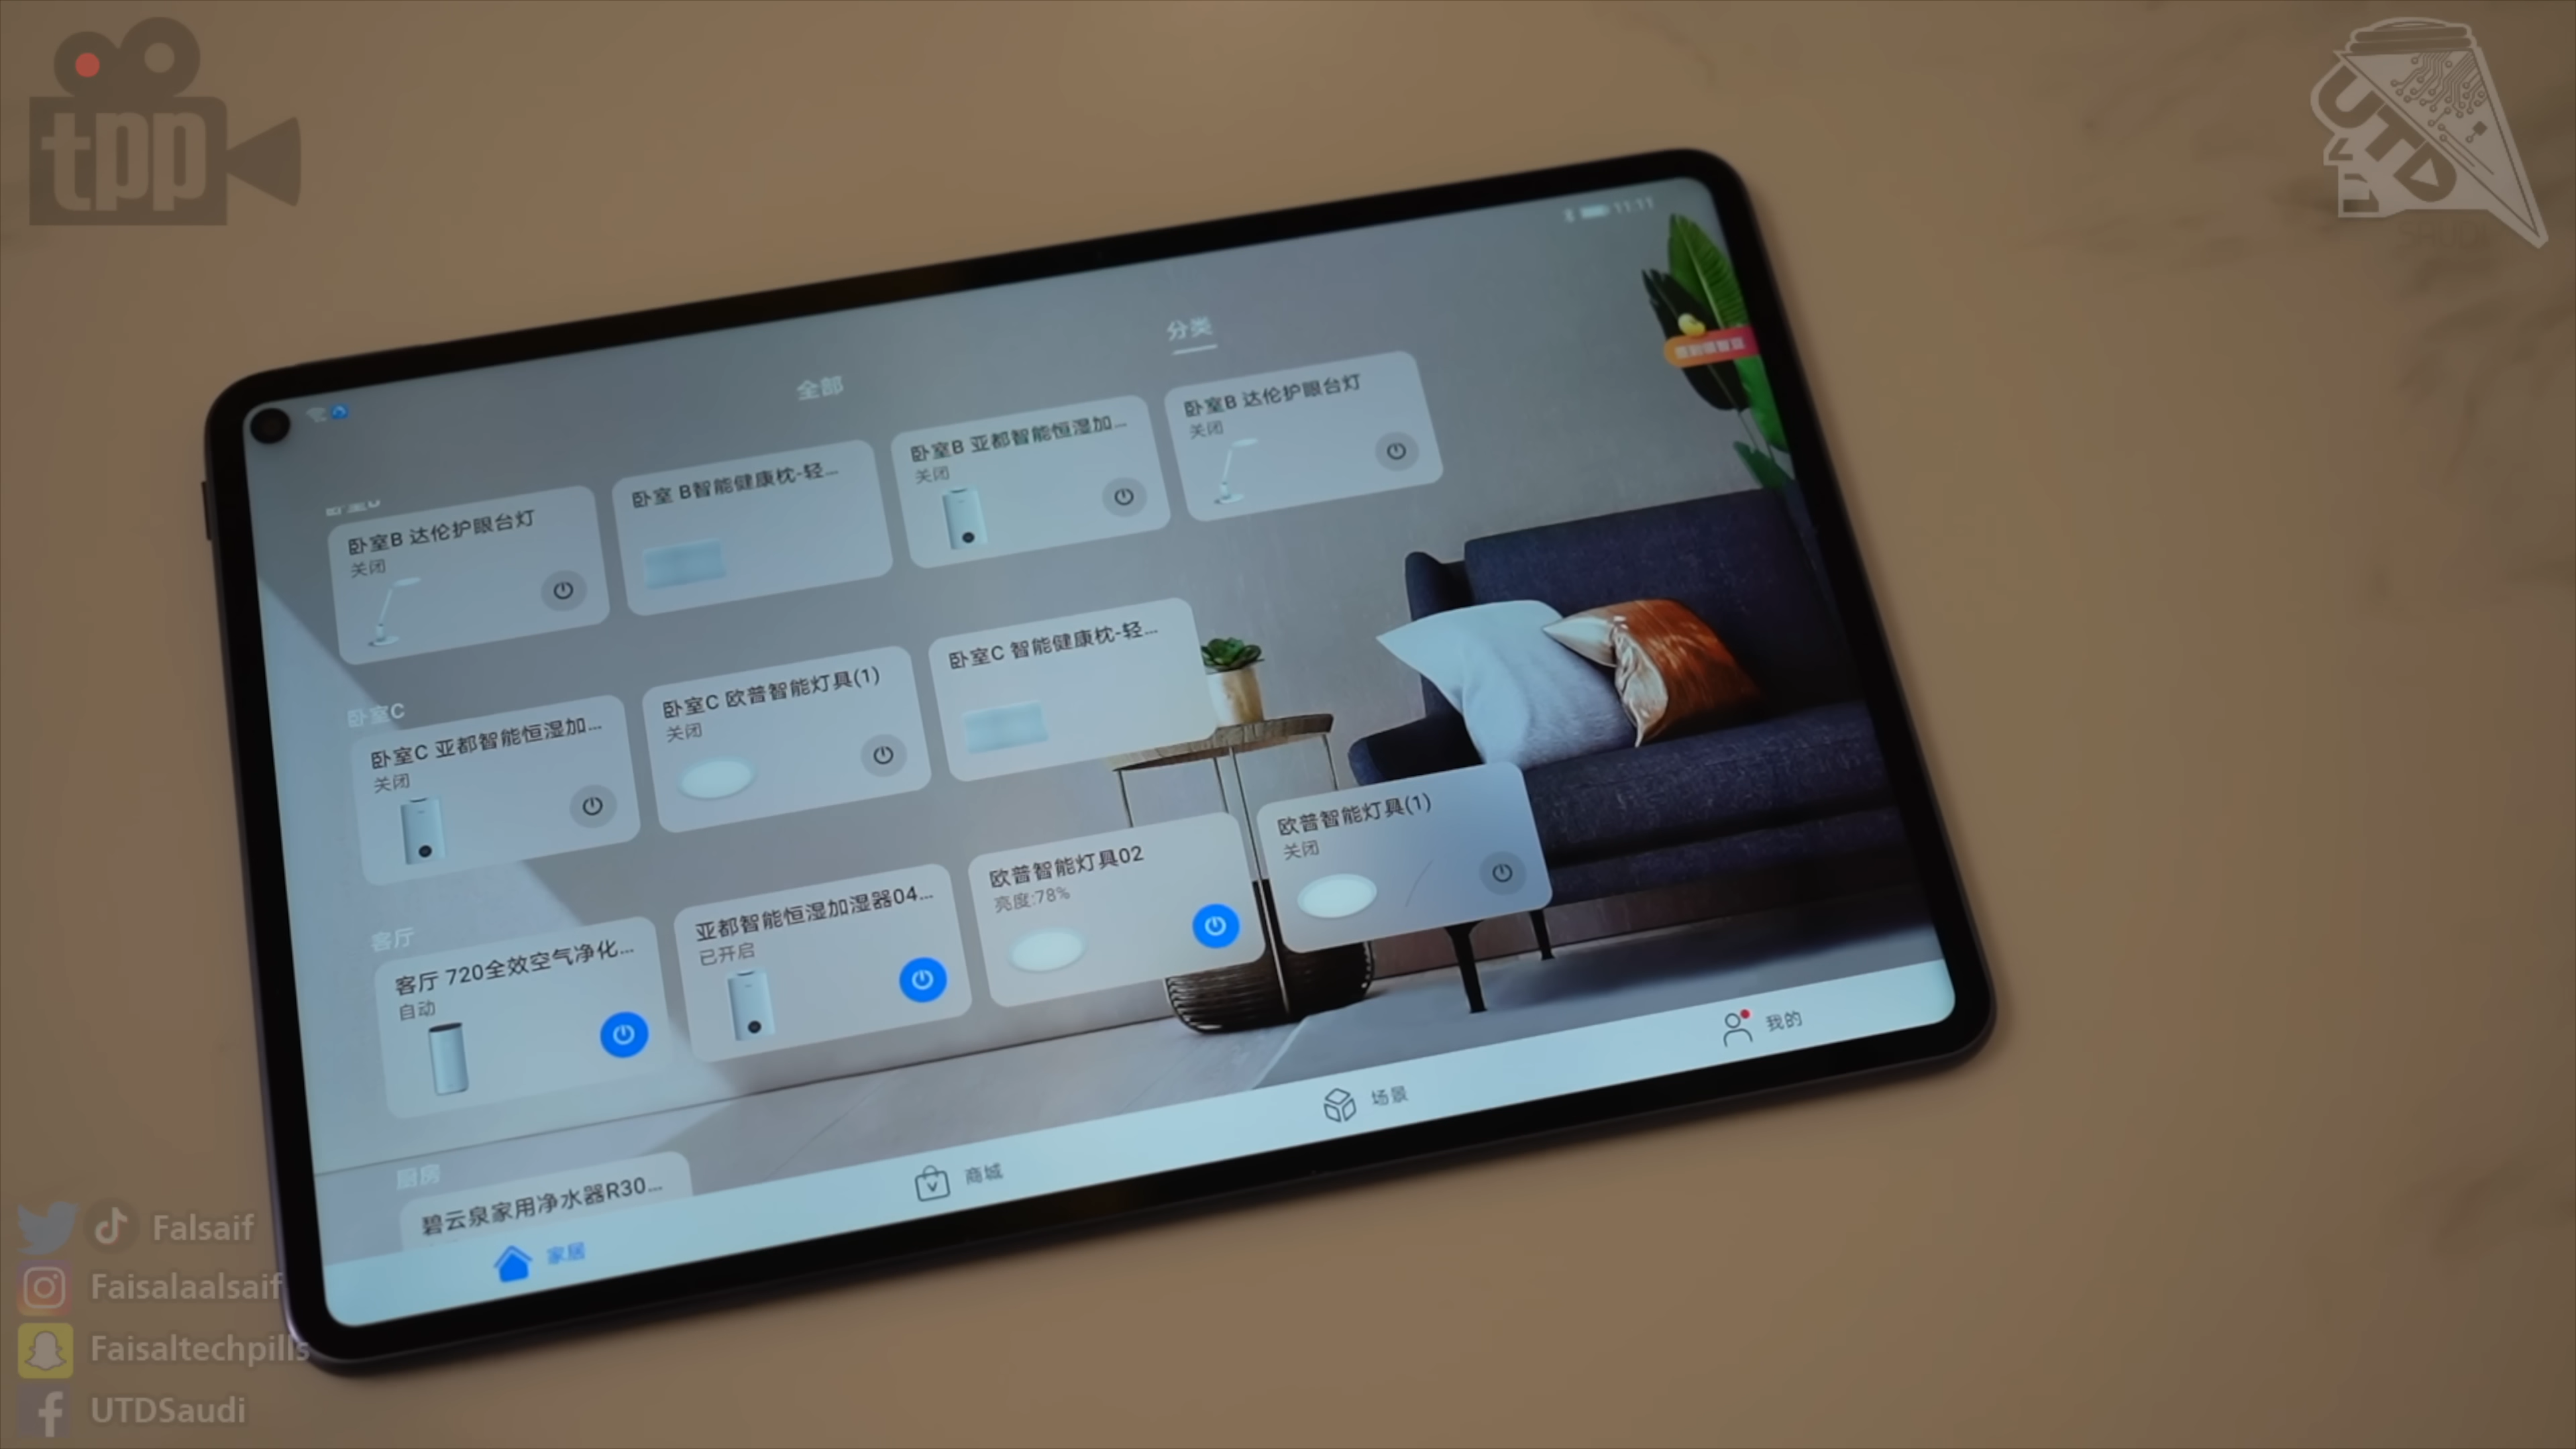 tpp
UTD
11:11
全部
分类
卧室B 达伦护眼台灯
关闭
卧室 B智能健康枕-轻...
卧室B 亚都智能恒湿加...
关闭
卧室B 达伦护眼台灯
关闭
卧室C
卧室C 亚都智能恒湿加...
关闭
卧室C 欧普智能灯具(1)
关闭
卧室C 智能健康枕-轻...
客厅
客厅 720全效空气净化...
自动
亚都智能恒湿加湿器04...
已开启
欧普智能灯具02
亮度:78%
欧普智能灯具(1)
关闭
厨房
碧云泉家用净水器R30...
家居
商城
场景
我的
Falsaif
Faisalaalsaif
Faisaltechpills
UTDSaudi